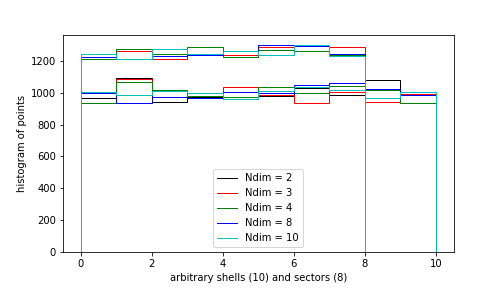 1200
1000
800
600
400
200
0
histogram of points
Ndim = 2
Ndim = 3
Ndim = 4
Ndim = 8
Ndim = 10
0 2 4 6 8 10
arbitrary shells (10) and sectors (8)